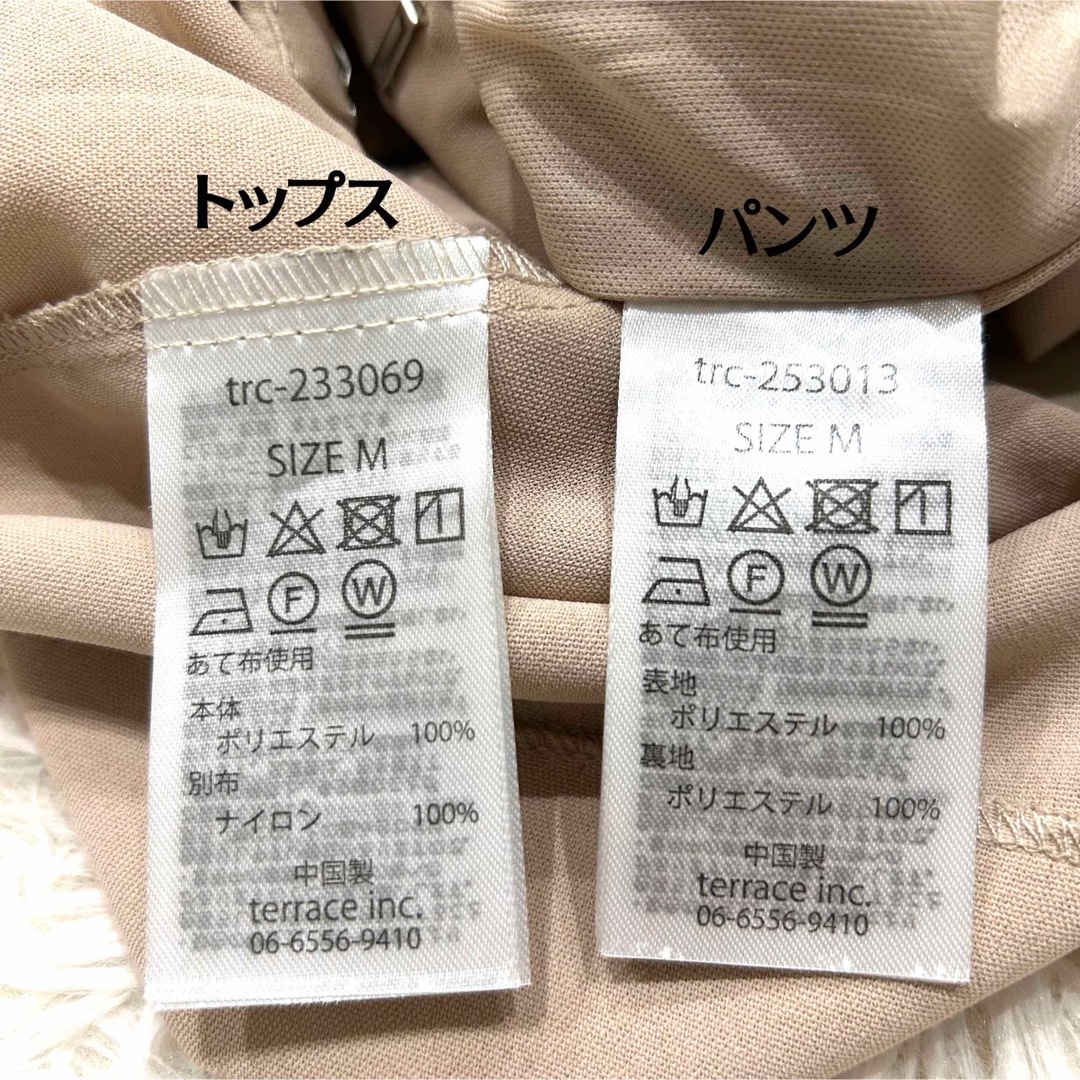 トップス
trc-233069
SIZE M
F W
あて布使用
本体
ポリエステル 100%
別布
ナイロン 100%
中国製
terrace inc.
06-6556-9410
パンツ
trc-253013
SIZE M
F W
あて布使用
表地
ポリエステル 100%
裏地
ポリエステル 100%
中国製
terrace inc.
06-6556-9410